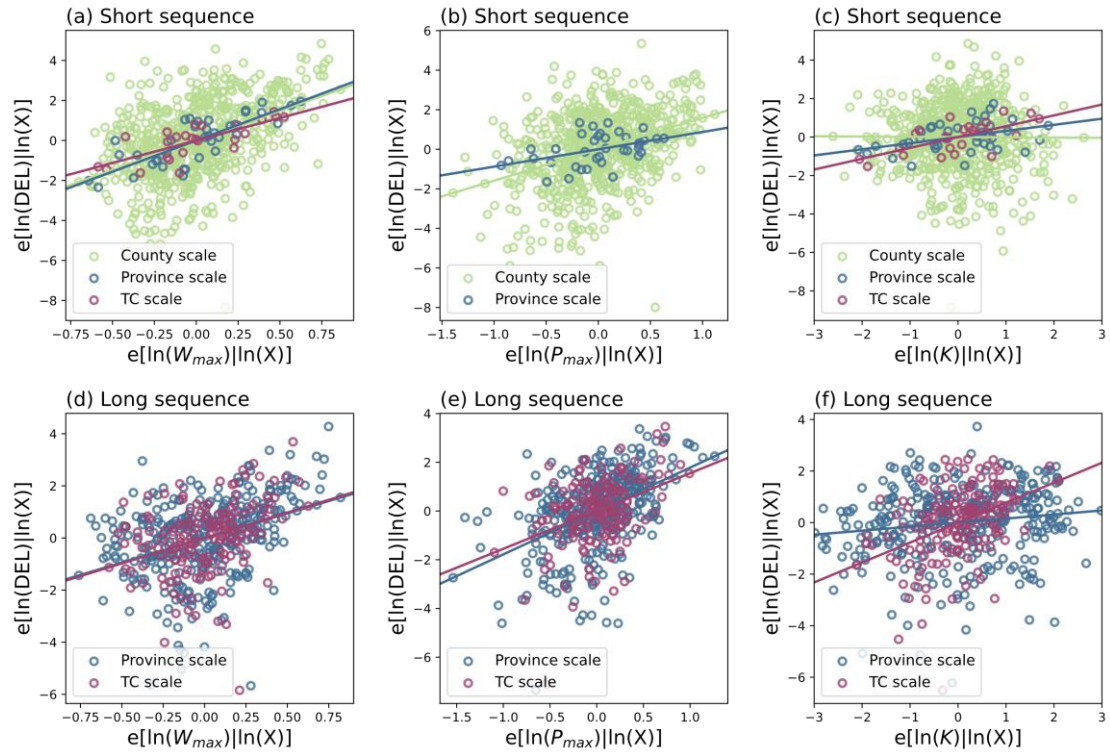 (a) Short sequence
e[ln(DEL)|ln(X)]
4
2
0
−2
−4
−6
−8
County scale
Province scale
TC scale
−0.75 −0.50 −0.25 0.00 0.25 0.50 0.75
e[ln(W_max)|ln(X)]
(b) Short sequence
e[ln(DEL)|ln(X)]
6
4
2
0
−2
−4
−6
−8
County scale
Province scale
−1.5 −1.0 −0.5 0.0 0.5 1.0
e[ln(P_max)|ln(X)]
(c) Short sequence
e[ln(DEL)|ln(X)]
4
2
0
−2
−4
−6
−8
County scale
Province scale
TC scale
−3 −2 −1 0 1 2 3
e[ln(K)|ln(X)]
(d) Long sequence
e[ln(DEL)|ln(X)]
4
2
0
−2
−4
−6
Province scale
TC scale
−0.75 −0.50 −0.25 0.00 0.25 0.50 0.75
e[ln(W_max)|ln(X)]
(e) Long sequence
e[ln(DEL)|ln(X)]
4
2
0
−2
−4
−6
Province scale
TC scale
−1.5 −1.0 −0.5 0.0 0.5 1.0
e[ln(P_max)|ln(X)]
(f) Long sequence
e[ln(DEL)|ln(X)]
4
2
0
−2
−4
−6
Province scale
TC scale
−3 −2 −1 0 1 2 3
e[ln(K)|ln(X)]